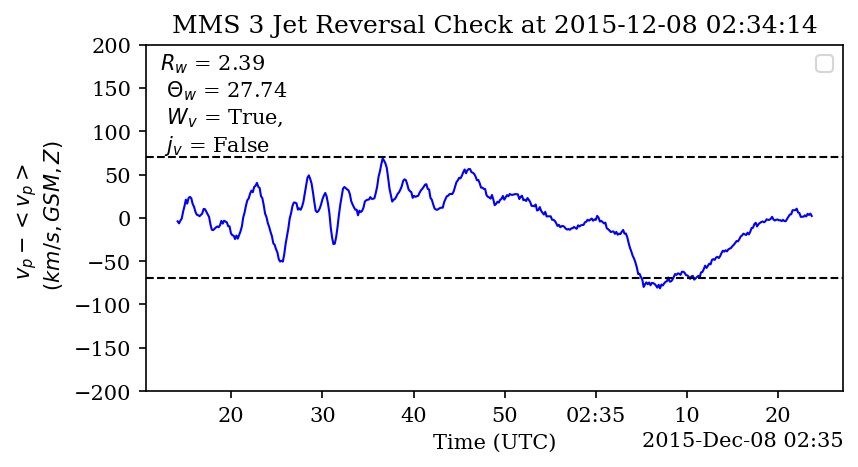 MMS 3 Jet Reversal Check at 2015-12-08 02:34:14
200
150
100
50
0
−50
−100
−150
−200
v_p − < v_p >
(km/s, GSM, Z)
R_w = 2.39
Θ_w = 27.74
W_v = True,
j_v = False
20 30 40 50 02:35 10 20
Time (UTC)
2015-Dec-08 02:35